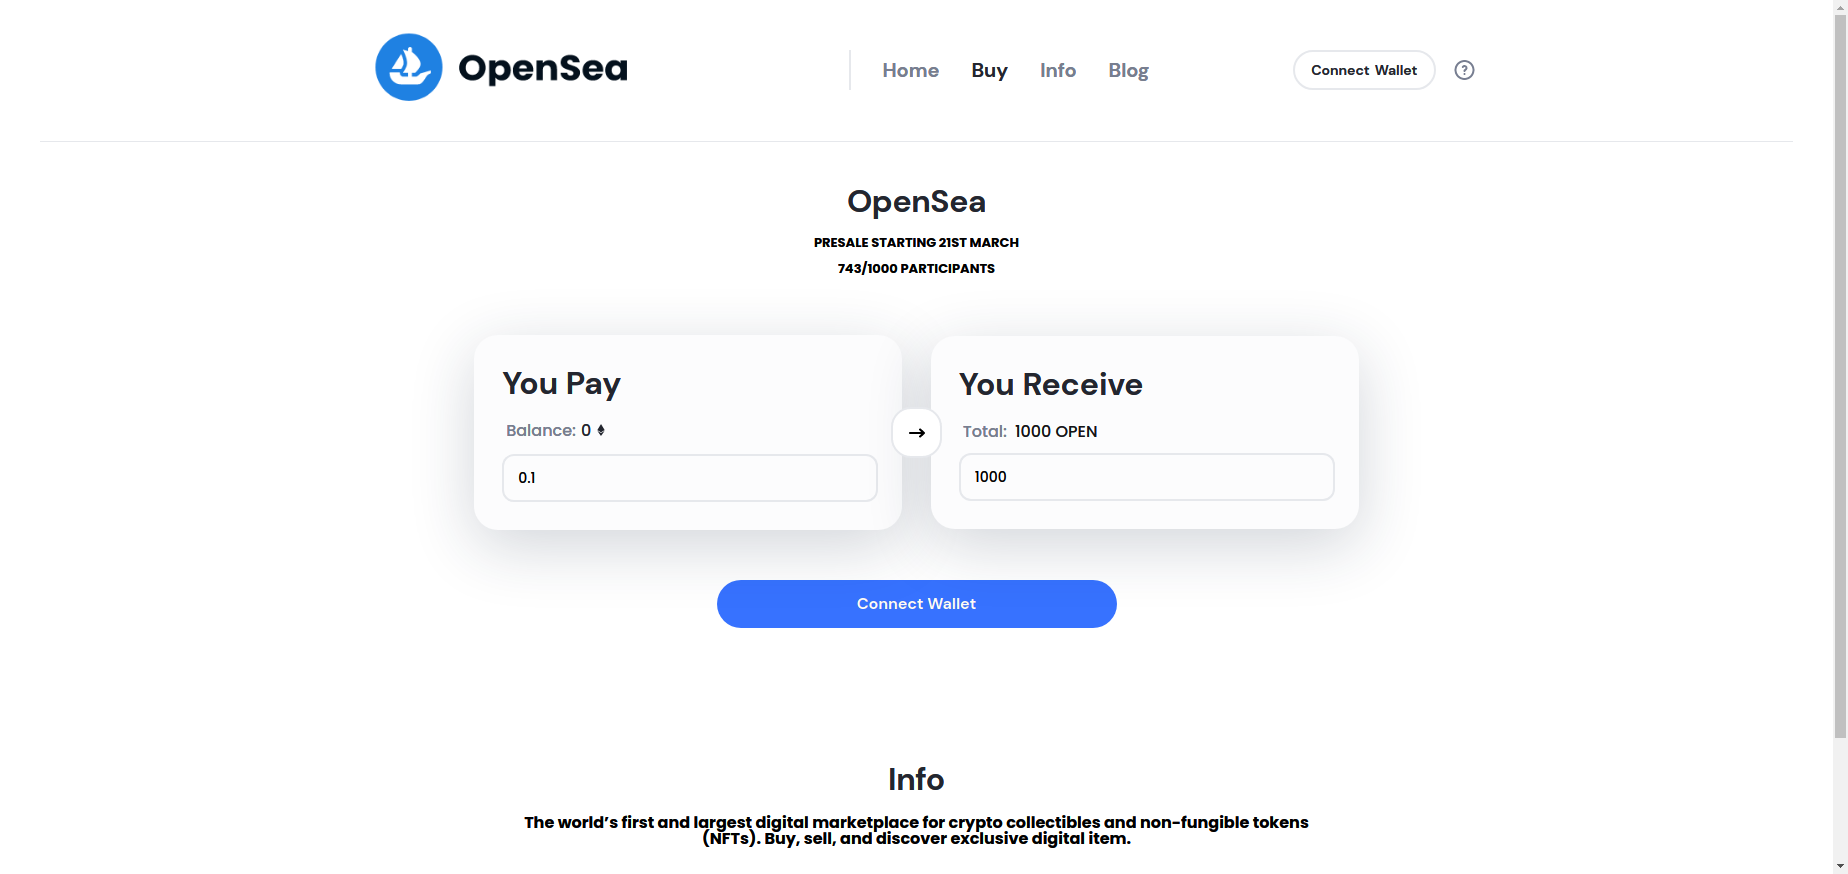 OpenSea
Home Buy Info Blog
Connect Wallet
OpenSea
PRESALE STARTING 21ST MARCH
743/1000 PARTICIPANTS
You Pay
Balance: 0
0.1
You Receive
Total: 1000 OPEN
1000
Connect Wallet
Info
The world’s first and largest digital marketplace for crypto collectibles and non-fungible tokens
(NFTs). Buy, sell, and discover exclusive digital item.